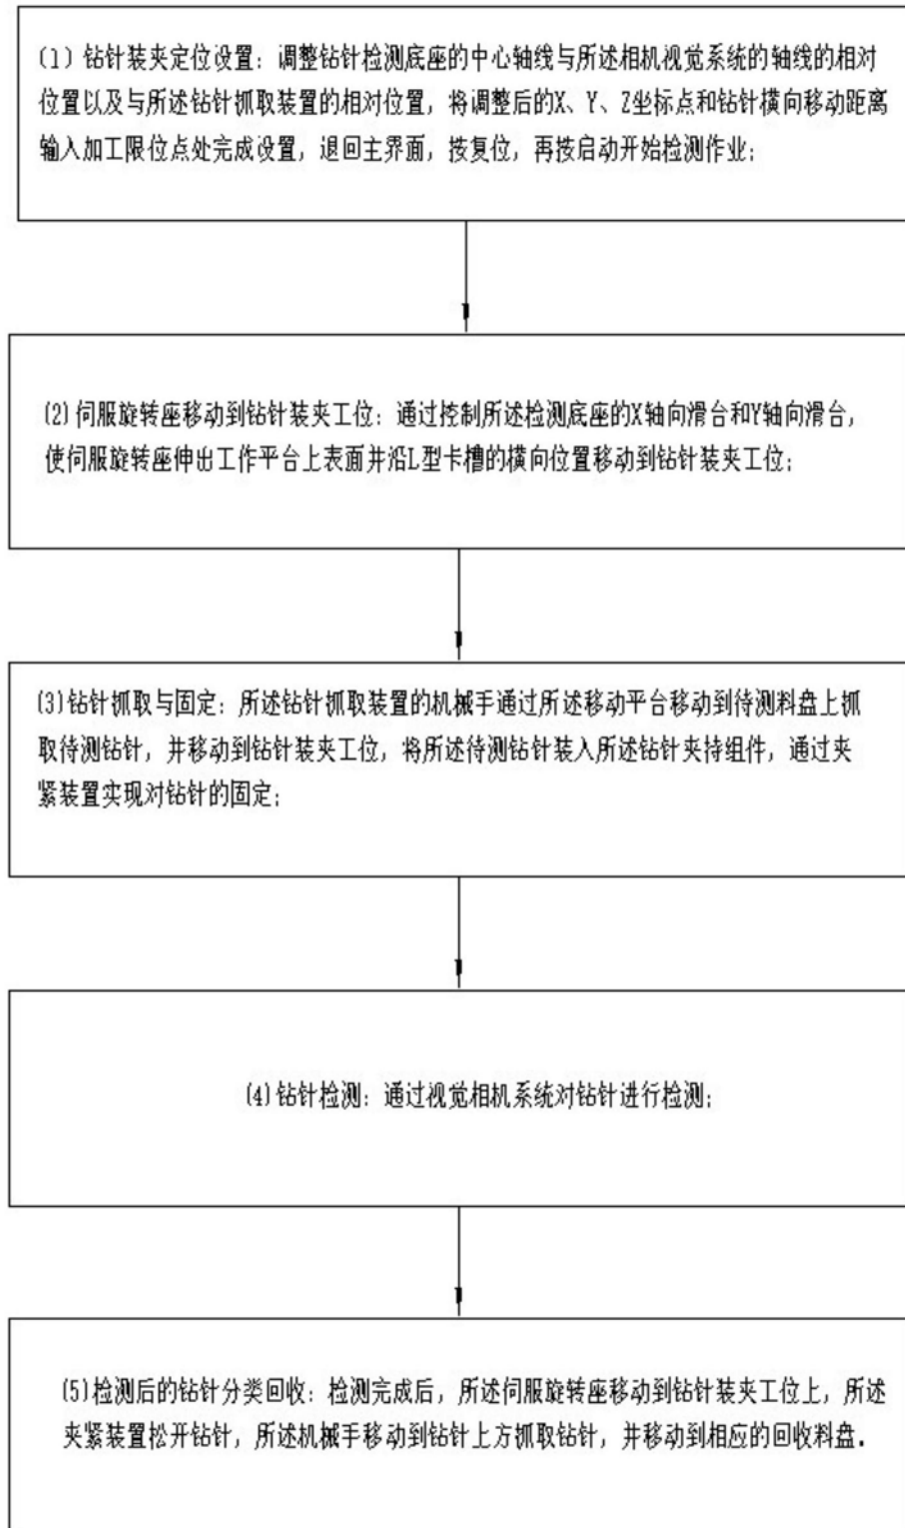 (1) 钻针装夹定位设置：调整钻针检测底座的中心轴线与所述相机视觉系统的轴线的相对
位置以及与所述钻针抓取装置的相对位置，将调整后的X、Y、Z坐标点和钻针横向移动距离
输入加工限位点处完成设置，退回主界面，按复位，再按启动开始检测作业；
(2)伺服旋转座移动到钻针装夹工位：通过控制所述检测底座的X轴向滑台和Y轴向滑台，
使伺服旋转座伸出工作平台上表面并沿L型卡槽的横向位置移动到钻针装夹工位；
(3)钻针抓取与固定：所述钻针抓取装置的机械手通过所述移动平台移动到待测料盘上抓
取待测钻针，并移动到钻针装夹工位，将所述待测钻针装入所述钻针夹持组件，通过夹
紧装置实现对钻针的固定；
(4)钻针检测：通过视觉相机系统对钻针进行检测；
(5)检测后的钻针分类回收：检测完成后，所述伺服旋转座移动到钻针装夹工位上，所述
夹紧装置松开钻针，所述机械手移动到钻针上方抓取钻针，并移动到相应的回收料盘.